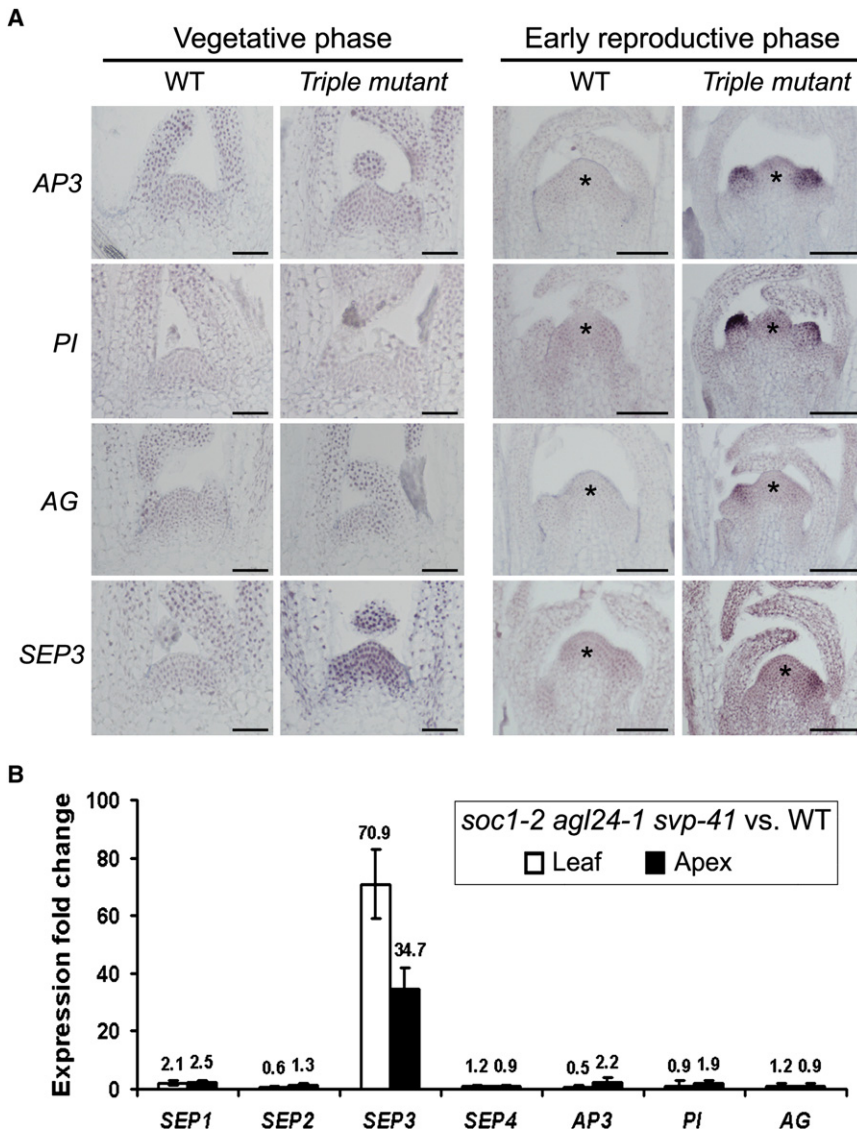 A
Vegetative phase
Early reproductive phase
WT
Triple mutant
WT
Triple mutant
AP3
* *
PI
* *
AG
* *
SEP3
* *
B
Expression fold change
100
80
60
40
20
0
soc1-2 agl24-1 svp-41 vs. WT
Leaf Apex
70.9
34.7
2.1 2.5
0.6 1.3
1.2 0.9
0.5 2.2
0.9 1.9
1.2 0.9
SEP1 SEP2 SEP3 SEP4 AP3 PI AG